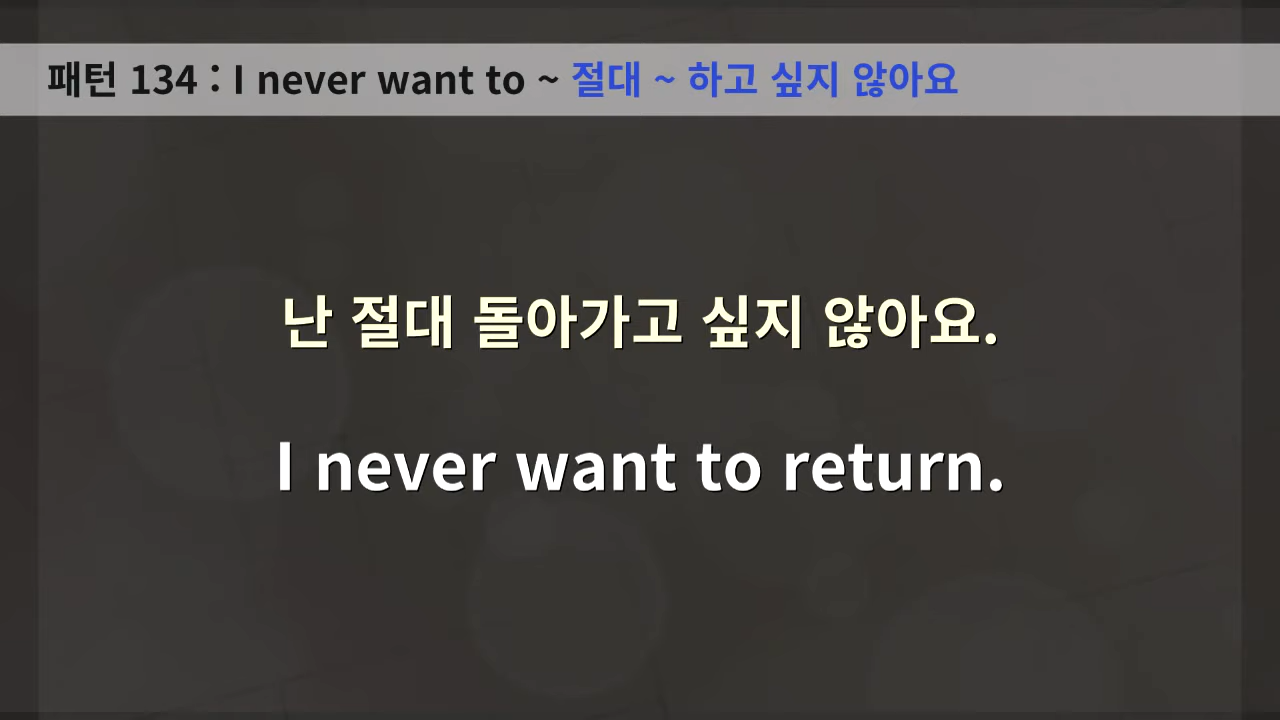 패턴 134 : I never want to ~ 절대 ~ 하고 싶지 않아요
난 절대 돌아가고 싶지 않아요.
I never want to return.